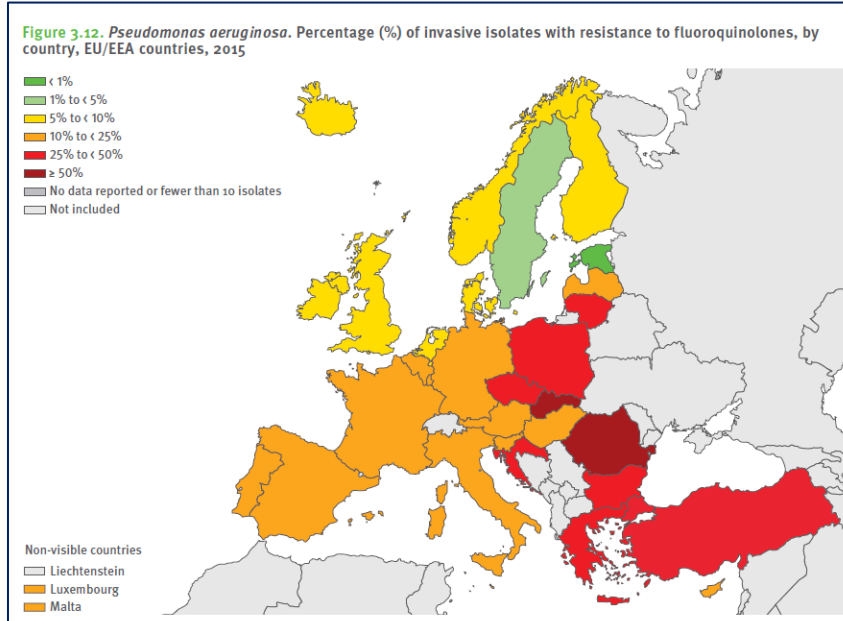 Figure 3.12. Pseudomonas aeruginosa. Percentage (%) of invasive isolates with resistance to fluoroquinolones, by
country, EU/EEA countries, 2015
< 1%
1% to < 5%
5% to < 10%
10% to < 25%
25% to < 50%
≥ 50%
No data reported or fewer than 10 isolates
Not included
Non-visible countries
Liechtenstein
Luxembourg
Malta